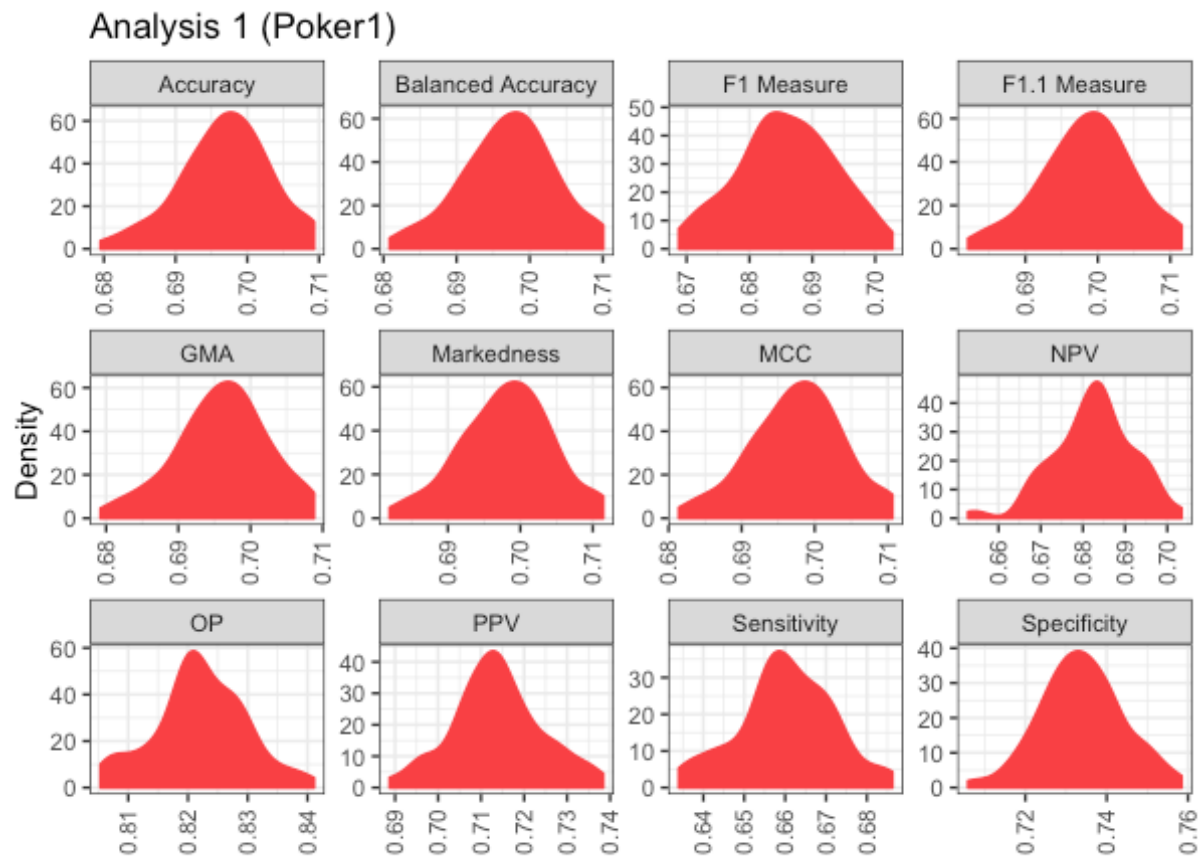 Analysis 1 (Poker1)
Accuracy Balanced Accuracy F1 Measure F1.1 Measure
60 40 20 0
60 40 20 0
50 40 30 20 10 0
60 40 20 0
0.68 0.69 0.70 0.71
0.68 0.69 0.70 0.71
0.67 0.68 0.69 0.70
0.69 0.70 0.71
GMA Markedness MCC NPV
Density
60 40 20 0
60 40 20 0
60 40 20 0
40 30 20 10 0
0.68 0.69 0.70 0.71
0.69 0.70 0.71
0.68 0.69 0.70 0.71
0.66 0.67 0.68 0.69 0.70
OP PPV Sensitivity Specificity
60 40 20 0
40 30 20 10 0
30 20 10 0
40 30 20 10 0
0.81 0.82 0.83 0.84
0.69 0.70 0.71 0.72 0.73 0.74
0.64 0.65 0.66 0.67 0.68
0.72 0.74 0.76